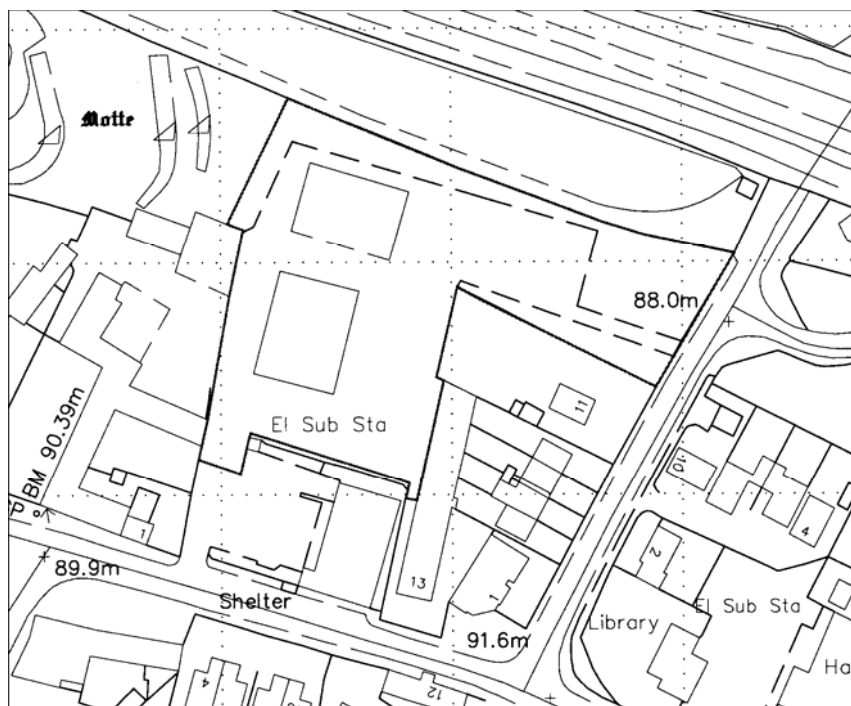 Motte
88.0m
11
El Sub Sta
BM 90.39m
10
4
1
2
13
1
89.9m
Shelter
91.6m
Library
El Sub Sta
Ha
4
12